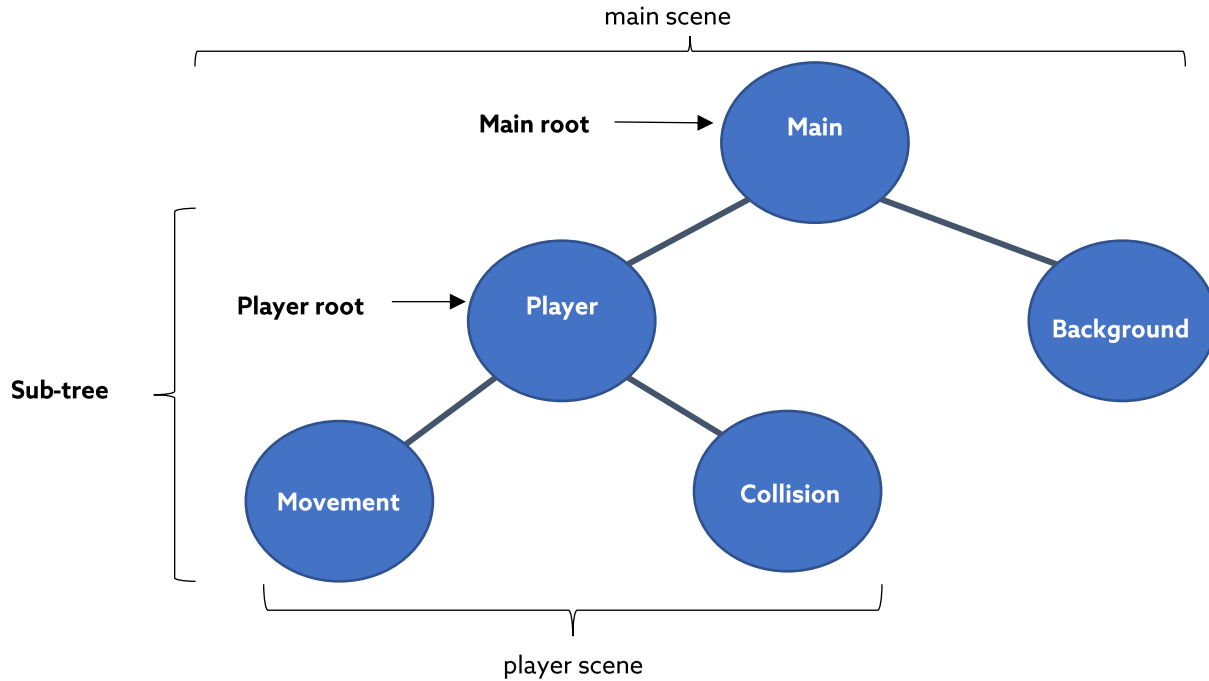 main scene
Main root
Main
Player root
Player
Background
Sub-tree
Movement
Collision
player scene